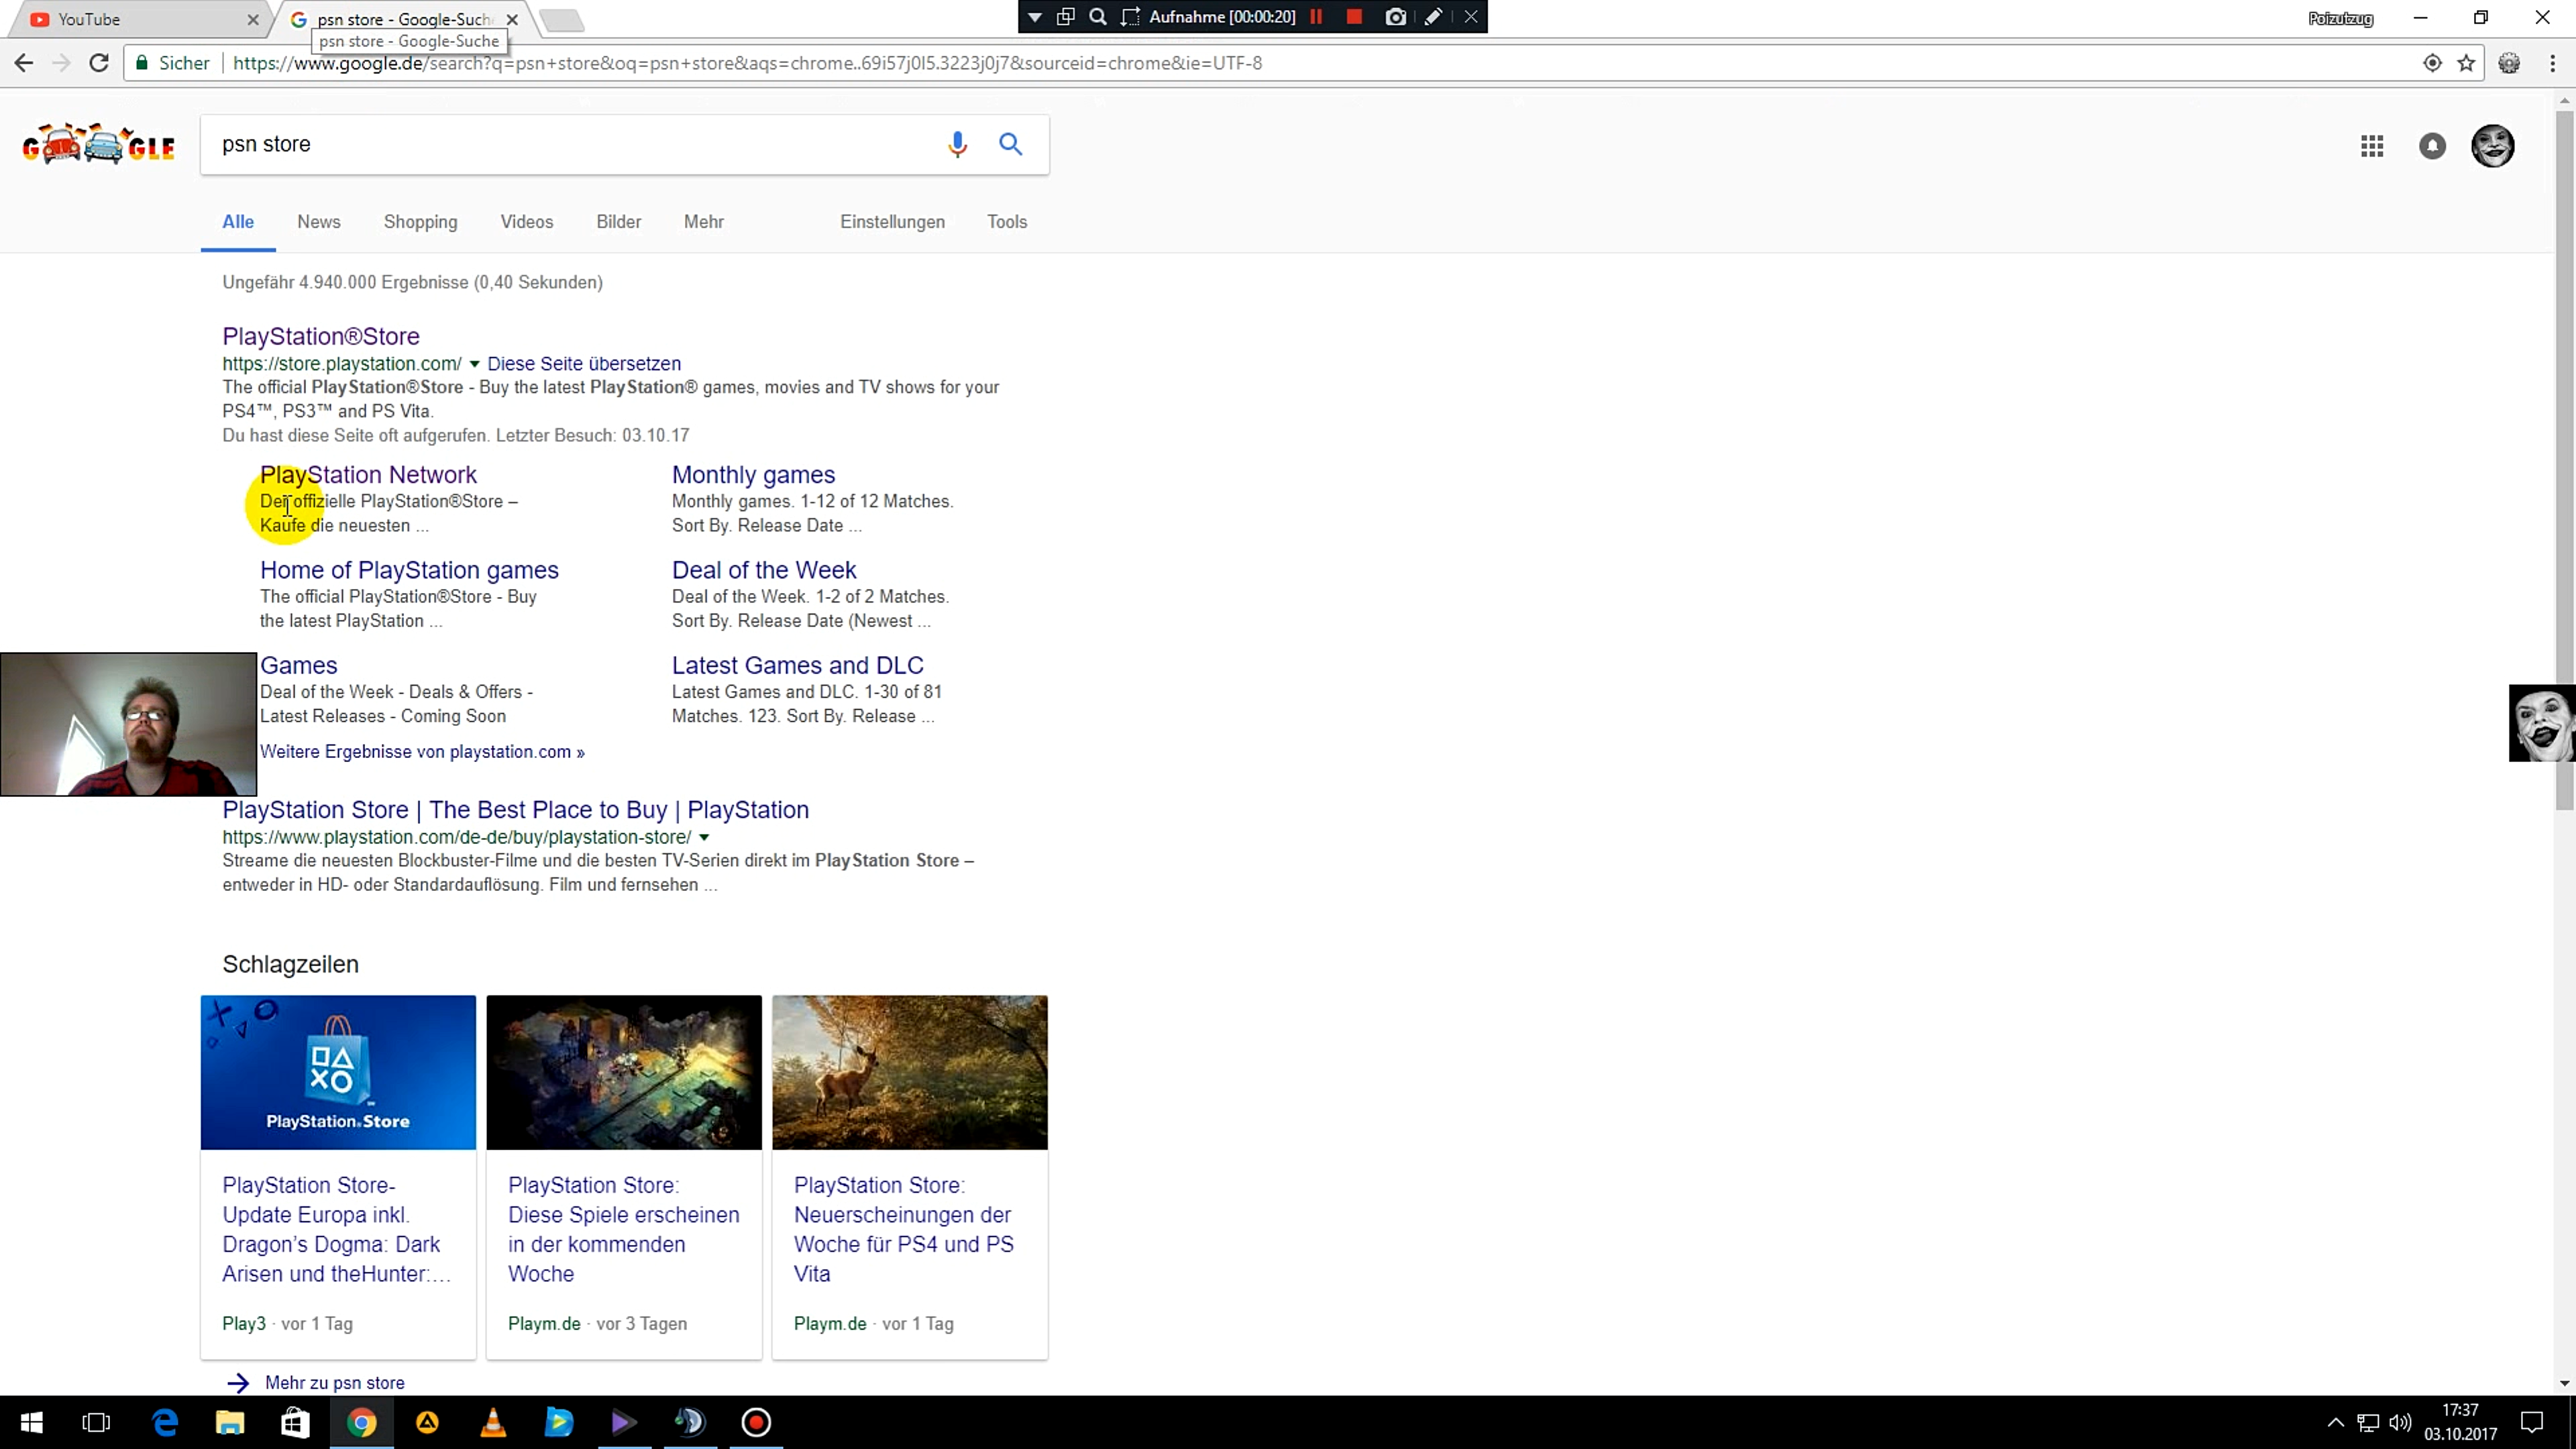 YouTube
psn store - Google-Such
Aufnahme [00:00:20]
Poizutzug
psn store - Google-Suche
Sicher
https://www.google.de/search?q=psn+store&oq=psn+store&aqs=chrome..69i57j0l5.3223j0j7&sourceid=chrome&ie=UTF-8
GOOGLE
psn store
Alle News Shopping Videos Bilder Mehr Einstellungen Tools
Ungefähr 4.940.000 Ergebnisse (0,40 Sekunden)
PlayStation®Store
https://store.playstation.com/ Diese Seite übersetzen
The official PlayStation®Store - Buy the latest PlayStation® games, movies and TV shows for your
PS4™, PS3™ and PS Vita.
Du hast diese Seite oft aufgerufen. Letzter Besuch: 03.10.17
PlayStation Network
Der offizielle PlayStation®Store –
Kaufe die neuesten ...
Monthly games
Monthly games. 1-12 of 12 Matches.
Sort By. Release Date ...
Home of PlayStation games
The official PlayStation®Store - Buy
the latest PlayStation ...
Deal of the Week
Deal of the Week. 1-2 of 2 Matches.
Sort By. Release Date (Newest ...
Games
Deal of the Week - Deals & Offers -
Latest Releases - Coming Soon
Latest Games and DLC
Latest Games and DLC. 1-30 of 81
Matches. 123. Sort By. Release ...
Weitere Ergebnisse von playstation.com »
PlayStation Store | The Best Place to Buy | PlayStation
https://www.playstation.com/de-de/buy/playstation-store/
Streame die neuesten Blockbuster-Filme und die besten TV-Serien direkt im PlayStation Store –
entweder in HD- oder Standardauflösung. Film und fernsehen ...
Schlagzeilen
PlayStation®Store
PlayStation Store-
Update Europa inkl.
Dragon's Dogma: Dark
Arisen und theHunter:...
Play3 · vor 1 Tag
PlayStation Store:
Diese Spiele erscheinen
in der kommenden
Woche
Playm.de · vor 3 Tagen
PlayStation Store:
Neuerscheinungen der
Woche für PS4 und PS
Vita
Playm.de · vor 1 Tag
Mehr zu psn store
17:37
03.10.2017